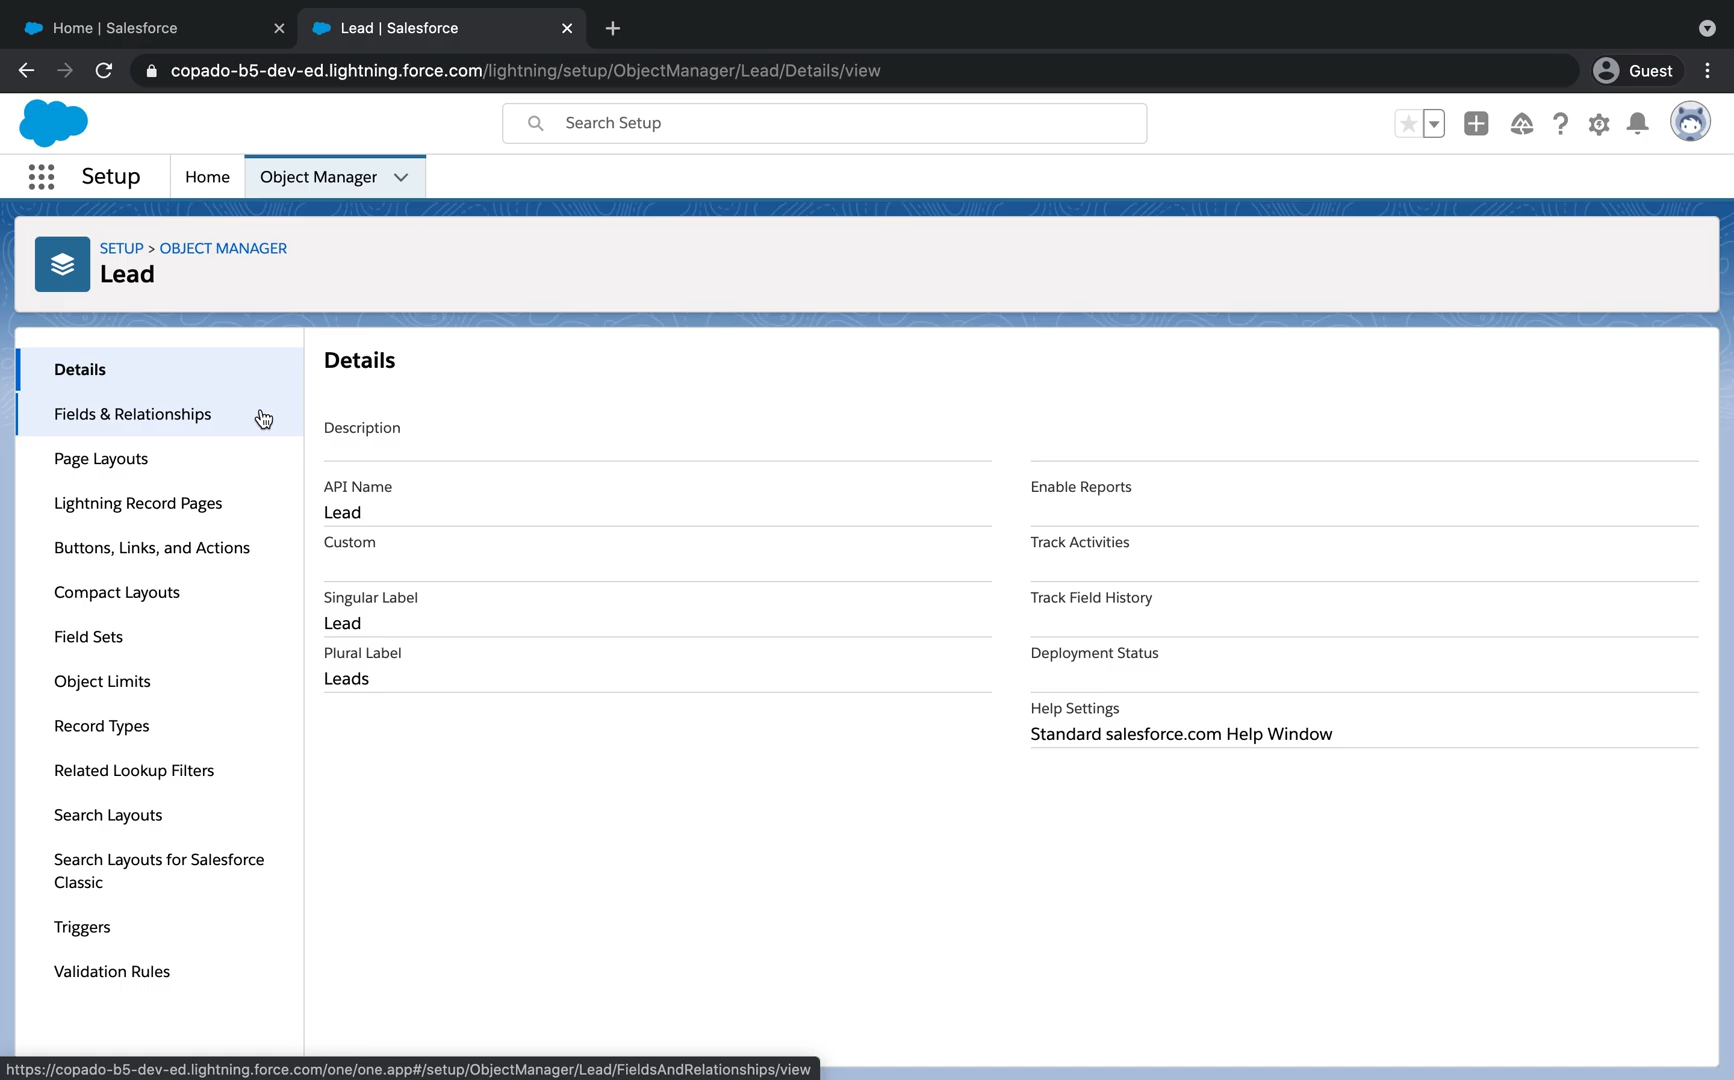 Home | Salesforce
Lead | Salesforce
copado-b5-dev-ed.lightning.force.com/lightning/setup/ObjectManager/Lead/Details/view
Guest
Search Setup
Setup
Home
Object Manager
SETUP > OBJECT MANAGER
Lead
Details
Fields & Relationships
Page Layouts
Lightning Record Pages
Buttons, Links, and Actions
Compact Layouts
Field Sets
Object Limits
Record Types
Related Lookup Filters
Search Layouts
Search Layouts for Salesforce
Classic
Triggers
Validation Rules
Details
Description
API Name
Lead
Custom
Singular Label
Lead
Plural Label
Leads
Enable Reports
Track Activities
Track Field History
Deployment Status
Help Settings
Standard salesforce.com Help Window
https://copado-b5-dev-ed.lightning.force.com/one/one.app#/setup/ObjectManager/Lead/FieldsAndRelationships/view